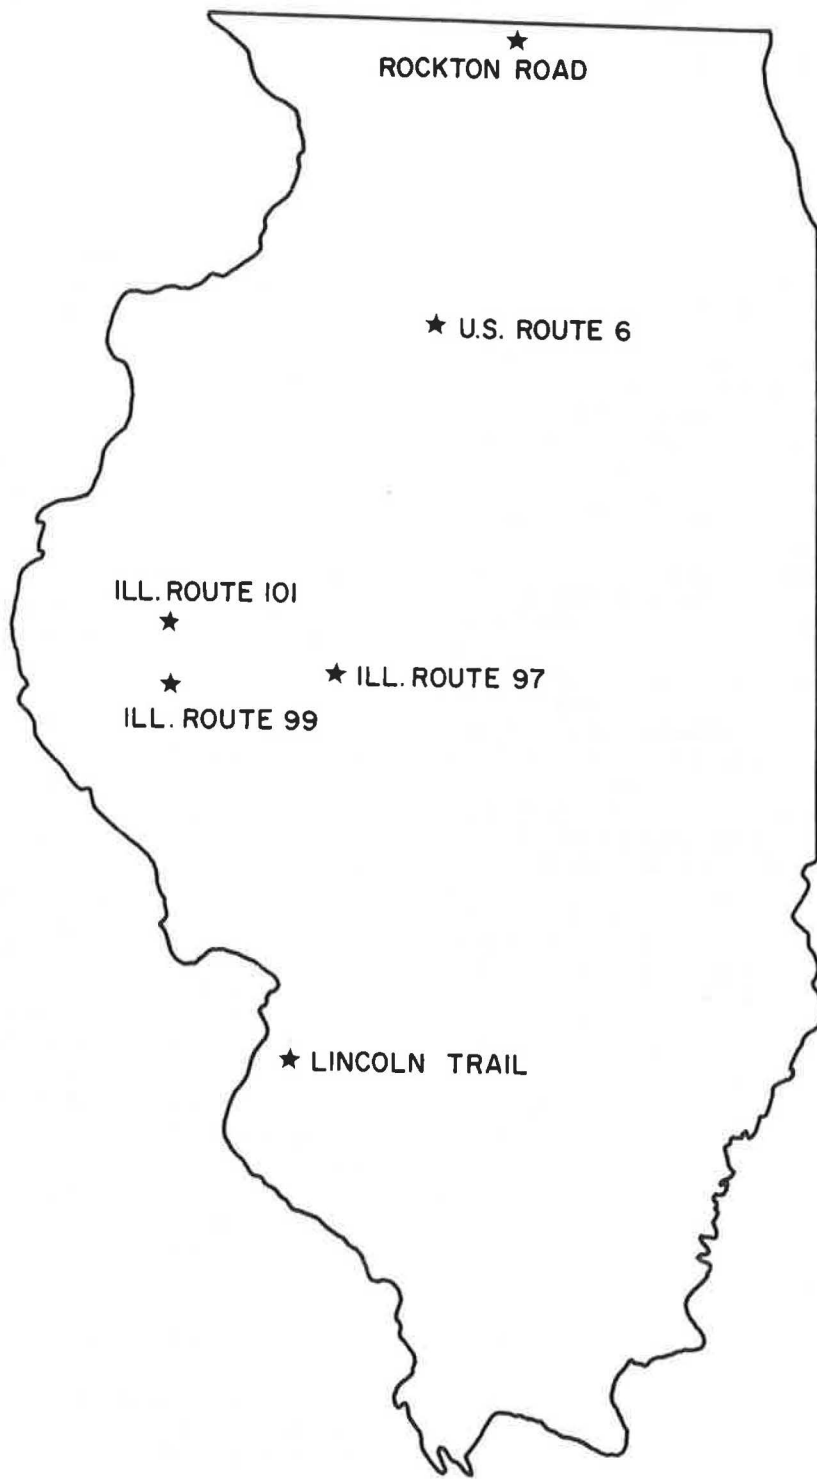 ROCKTON ROAD
U.S. ROUTE 6
ILL. ROUTE 101
ILL. ROUTE 97
ILL. ROUTE 99
LINCOLN TRAIL